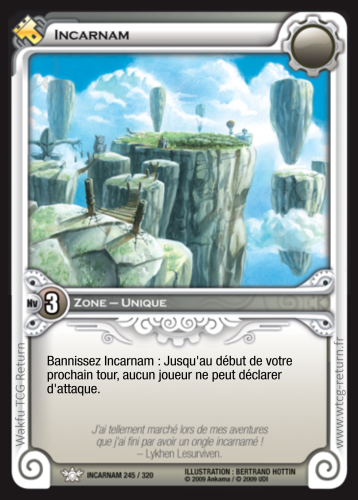 INCARNAM
Nv 3 ZONE – UNIQUE
Bannissez Incarnam : Jusqu'au début de votre
prochain tour, aucun joueur ne peut déclarer
d'attaque.
J'ai tellement marché lors de mes aventures
que j'ai fini par avoir un ongle incarnamé !
– Lykhen Lesurviven.
INCARNAM 245 / 320
ILLUSTRATION : BERTRAND HOTTIN
© 2009 Ankama / © 2009 UDI
Wakfu TCG Return
www.wtcg-return.fr